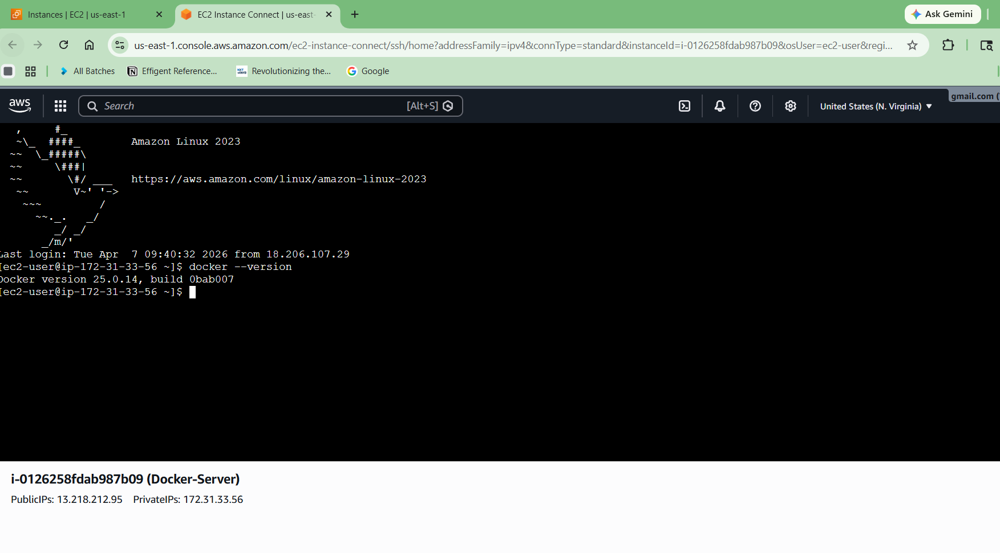 Instances | EC2 | us-east-1
EC2 Instance Connect | us-east-
Ask Gemini
us-east-1.console.aws.amazon.com/ec2-instance-connect/ssh/home?addressFamily=ipv4&connType=standard&instanceId=i-0126258fdab987b09&osUser=ec2-user&regi...
All Batches
Effigent Reference...
Revolutionizing the...
Google
aws
Search
[Alt+S]
United States (N. Virginia)
gmail.com (
   ,     #_
   ~\_  ####_        Amazon Linux 2023
  ~~  \_#####\
  ~~     \###|
  ~~       \#/ ___   https://aws.amazon.com/linux/amazon-linux-2023
   ~~       V~' '->
    ~~~         /
      ~~._.   _/
         _/ _/
       _/m/'
Last login: Tue Apr  7 09:40:32 2026 from 18.206.107.29
[ec2-user@ip-172-31-33-56 ~]$ docker --version
Docker version 25.0.14, build 0bab007
[ec2-user@ip-172-31-33-56 ~]$
i-0126258fdab987b09 (Docker-Server)
PublicIPs: 13.218.212.95 PrivateIPs: 172.31.33.56